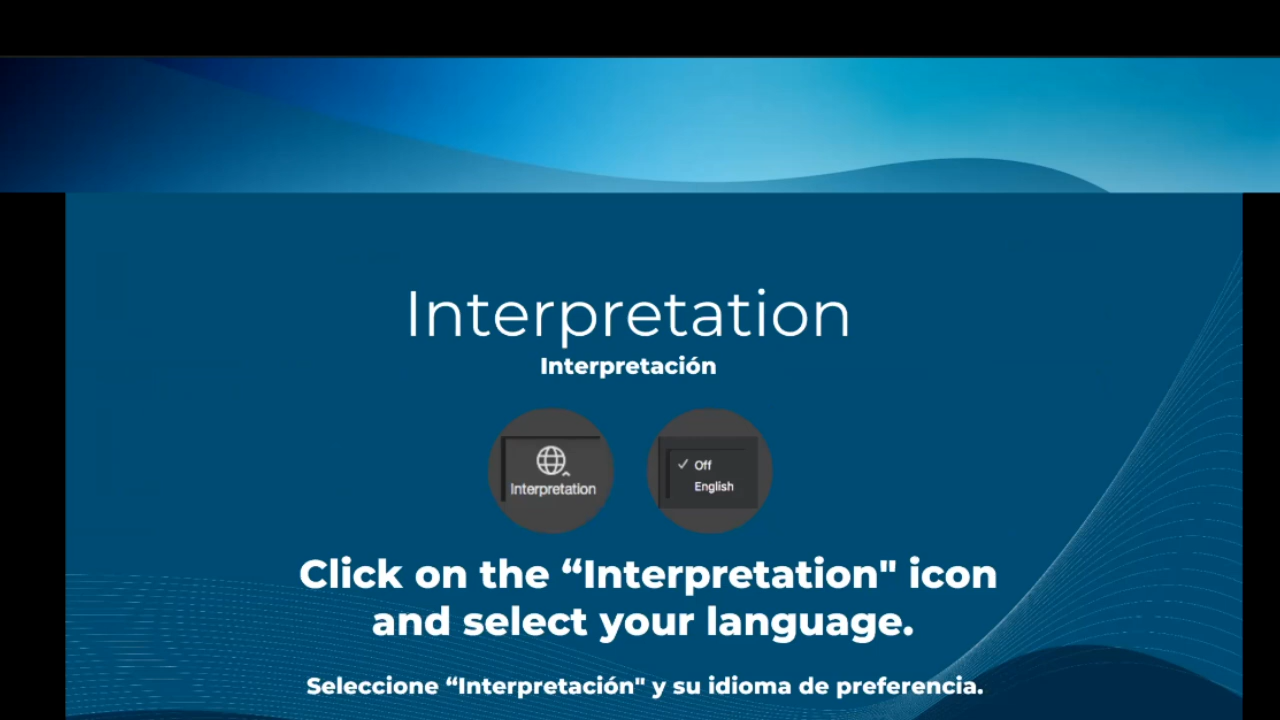 Interpretation
Interpretación
Interpretation
Off
English
Click on the “Interpretation" icon
and select your language.
Seleccione “Interpretación" y su idioma de preferencia.